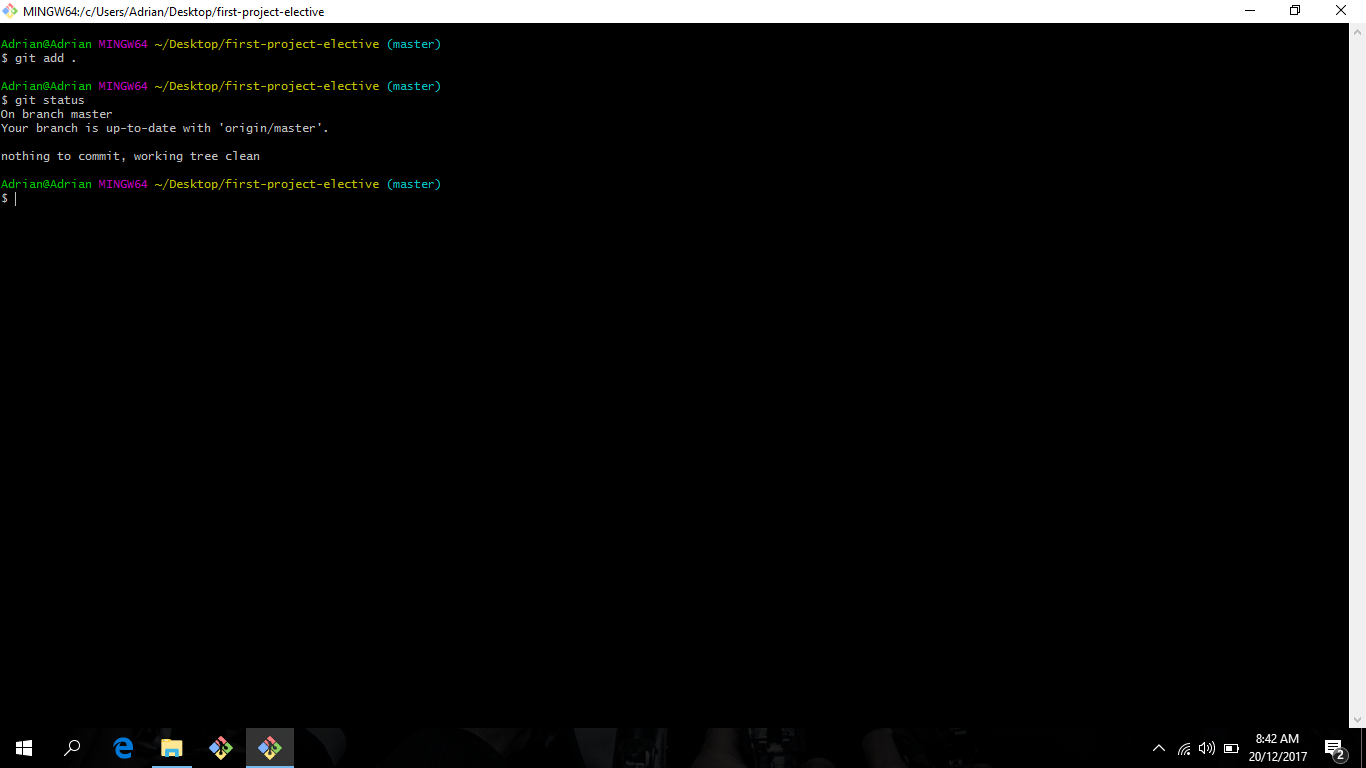 MINGW64:/c/Users/Adrian/Desktop/first-project-elective
Adrian@Adrian MINGW64 ~/Desktop/first-project-elective (master)
$ git add .
Adrian@Adrian MINGW64 ~/Desktop/first-project-elective (master)
$ git status
On branch master
Your branch is up-to-date with 'origin/master'.
nothing to commit, working tree clean
Adrian@Adrian MINGW64 ~/Desktop/first-project-elective (master)
$
8:42 AM
20/12/2017
2